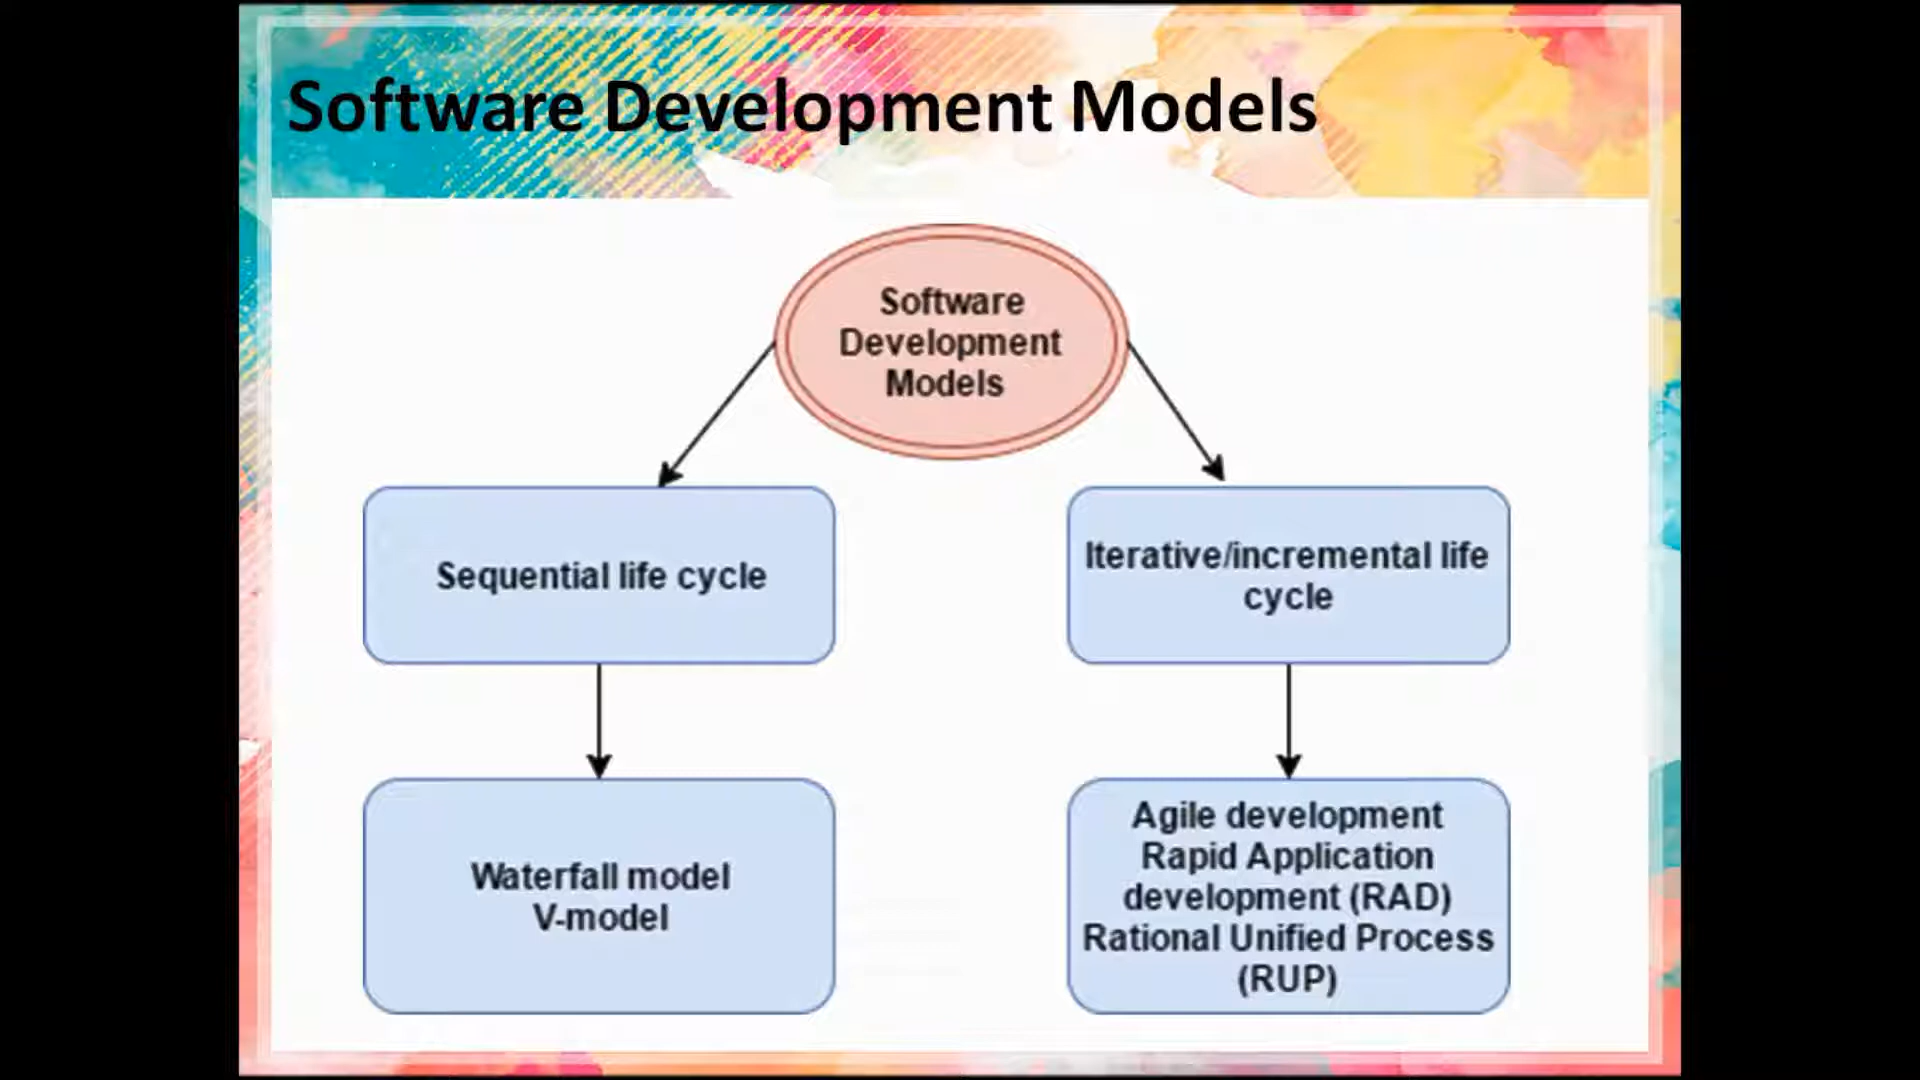 Software Development Models
Software
Development
Models
Sequential life cycle
Iterative/incremental life
cycle
Waterfall model
V-model
Agile development
Rapid Application
development (RAD)
Rational Unified Process
(RUP)